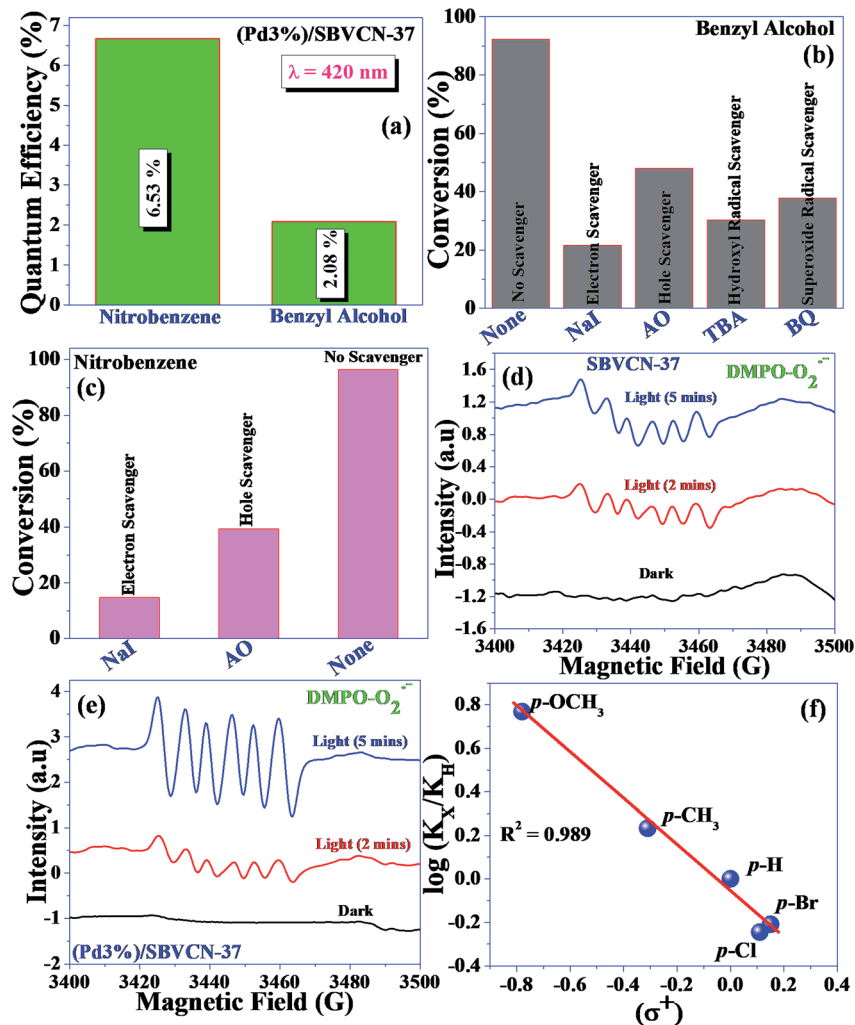 (Pd3%)/SBVCN-37
λ = 420 nm
(a)
Quantum Efficiency (%)
7
6
5
4
3
2
1
0
6.53 %
2.08 %
Nitrobenzene
Benzyl Alcohol
Benzyl Alcohol
(b)
Conversion (%)
100
80
60
40
20
0
No Scavenger
Electron Scavenger
Hole Scavenger
Hydroxyl Radical Scavenger
Superoxide Radical Scavenger
None
NaI
AO
TBA
BQ
Nitrobenzene
(c)
Conversion (%)
100
80
60
40
20
0
Electron Scavenger
Hole Scavenger
No Scavenger
NaI
AO
None
(d)
SBVCN-37
DMPO-O₂•⁻
Light (5 mins)
Light (2 mins)
Dark
Intensity (a.u)
1.6
1.2
0.8
0.4
0.0
-0.4
-0.8
-1.2
-1.6
3400 3420 3440 3460 3480 3500
Magnetic Field (G)
(e)
DMPO-O₂•⁻
Light (5 mins)
Light (2 mins)
Dark
(Pd3%)/SBVCN-37
Intensity (a.u)
4
3
2
1
0
-1
-2
3400 3420 3440 3460 3480 3500
Magnetic Field (G)
(f)
p-OCH₃
p-CH₃
R² = 0.989
p-H
p-Br
p-Cl
log (K_X/K_H)
0.8
0.6
0.4
0.2
0.0
-0.2
-0.4
-0.8 -0.6 -0.4 -0.2 0.0 0.2 0.4
(σ⁺)